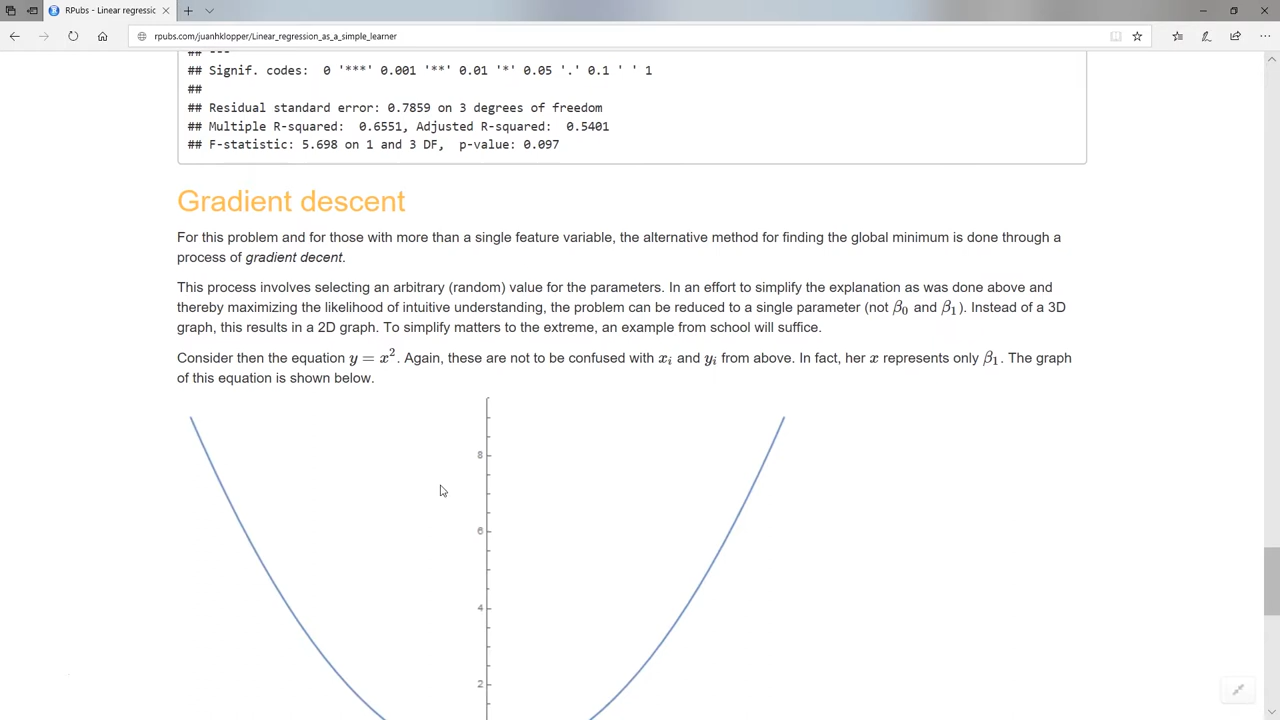 RPubs - Linear regressic
rpubs.com/juanhklopper/Linear_regression_as_a_simple_learner
## ---
## Signif. codes:  0 '***' 0.001 '**' 0.01 '*' 0.05 '.' 0.1 ' ' 1
##
## Residual standard error: 0.7859 on 3 degrees of freedom
## Multiple R-squared:  0.6551, Adjusted R-squared:  0.5401
## F-statistic: 5.698 on 1 and 3 DF,  p-value: 0.097
Gradient descent
For this problem and for those with more than a single feature variable, the alternative method for finding the global minimum is done through a
process of gradient decent.
This process involves selecting an arbitrary (random) value for the parameters. In an effort to simplify the explanation as was done above and
thereby maximizing the likelihood of intuitive understanding, the problem can be reduced to a single parameter (not β₀ and β₁). Instead of a 3D
graph, this results in a 2D graph. To simplify matters to the extreme, an example from school will suffice.
Consider then the equation y = x². Again, these are not to be confused with xᵢ and yᵢ from above. In fact, her x represents only β₁. The graph
of this equation is shown below.
8
6
4
2